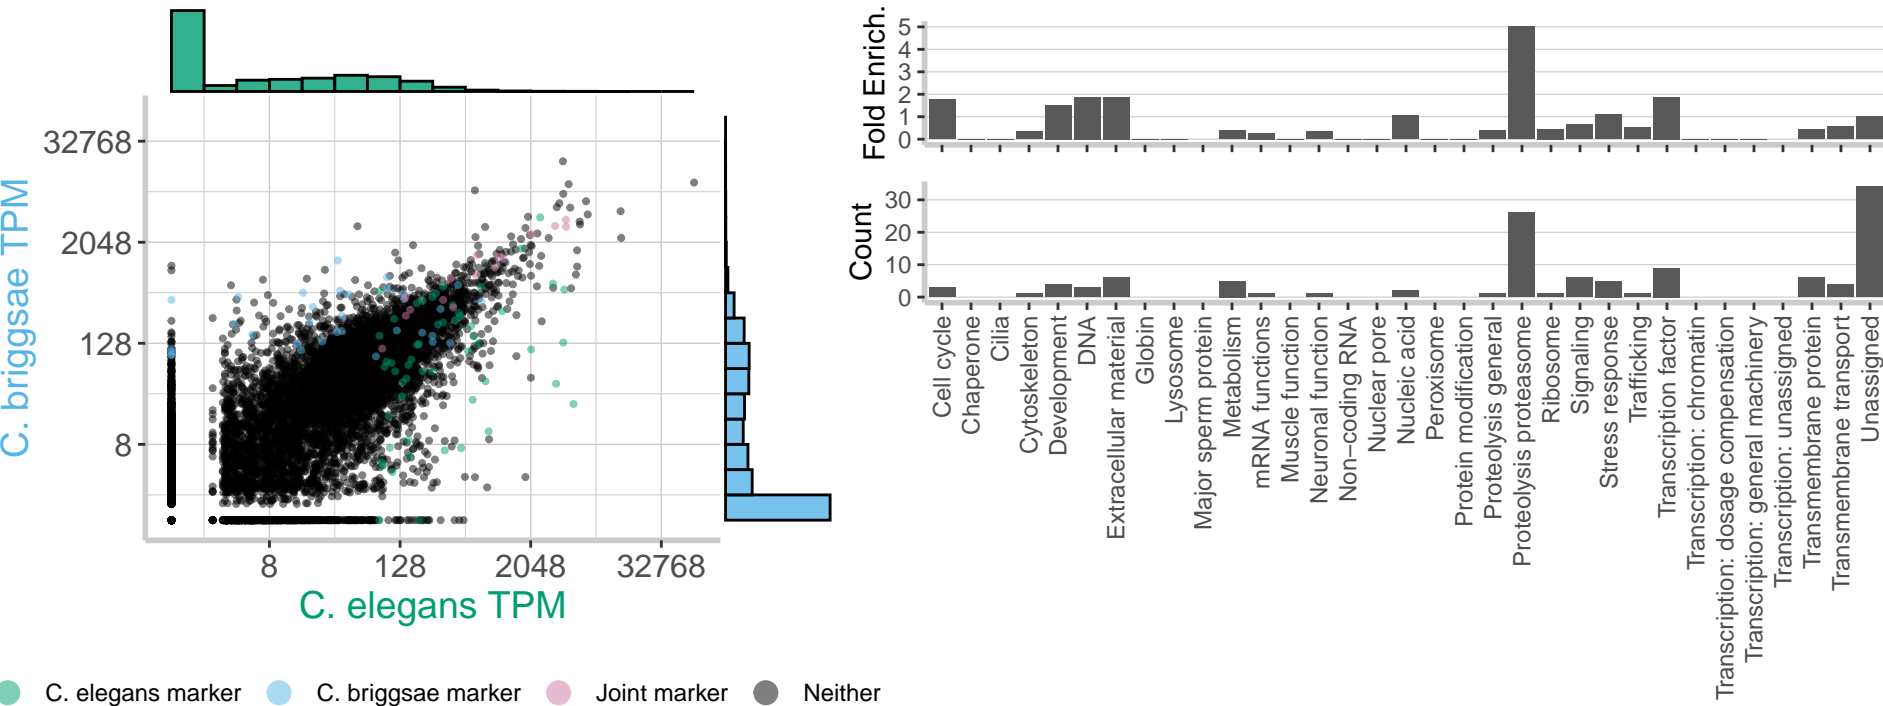 C. briggsae TPM
32768
2048
128
8
8
128
2048
32768
C. elegans TPM
C. elegans marker
C. briggsae marker
Joint marker
Neither
Fold Enrich.
5
4
3
2
1
0
Count
30
20
10
0
Cell cycle
Chaperone
Cilia
Cytoskeleton
Development
DNA
Extracellular material
Globin
Lysosome
Major sperm protein
Metabolism
mRNA functions
Muscle function
Neuronal function
Non−coding RNA
Nuclear pore
Nucleic acid
Peroxisome
Protein modification
Proteolysis general
Proteolysis proteasome
Ribosome
Signaling
Stress response
Trafficking
Transcription factor
Transcription: chromatin
Transcription: dosage compensation
Transcription: general machinery
Transcription: unassigned
Transmembrane protein
Transmembrane transport
Unassigned